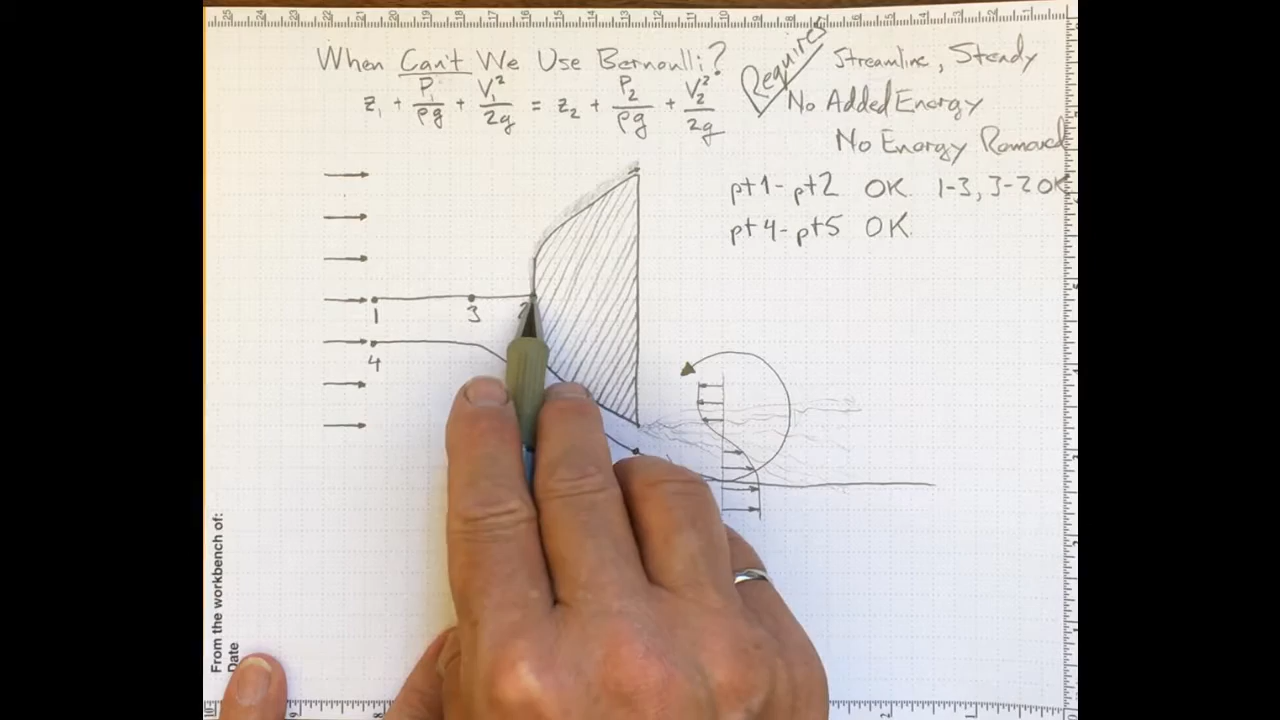 When Can't We Use Bernoulli?
z₁ + P₁/ρg + V₁²/2g = z₂ + P₂/ρg + V₂²/2g
Requires
Streamline, Steady
No Added Energy
No Energy Removed
pt1-pt2 OK. 1-3, 3-2 OK
pt4-pt5 OK.
1
3
2
4
From the workbench of:
Date